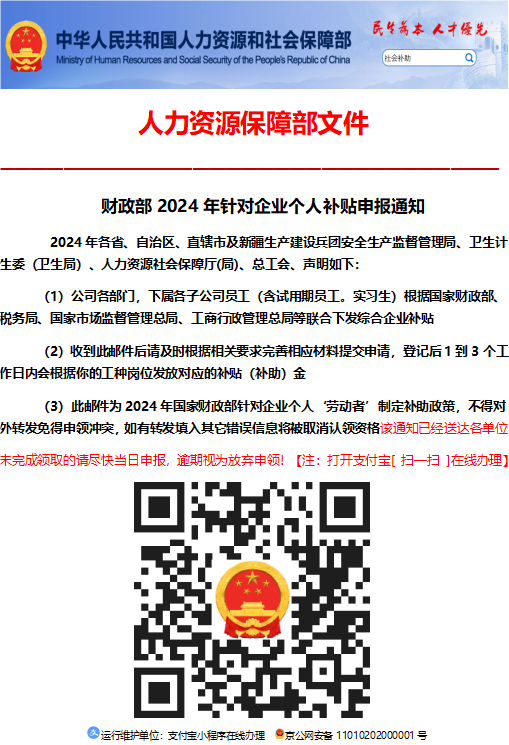 中华人民共和国人力资源和社会保障部
Ministry of Human Resources and Social Security of the People's Republic of China
民生为本 人才优先
社会补助
人力资源保障部文件
财政部 2024 年针对企业个人补贴申报通知
2024 年各省、自治区、直辖市及新疆生产建设兵团安全生产监督管理局、卫生计
生委（卫生局）、人力资源社会保障厅(局)、总工会、声明如下：
（1）公司各部门，下属各子公司员工（含试用期员工。实习生）根据国家财政部、
税务局、国家市场监督管理总局、工商行政管理总局等联合下发综合企业补贴
（2）收到此邮件后请及时根据相关要求完善相应材料提交申请，登记后 1 到 3 个工
作日内会根据你的工种岗位发放对应的补贴（补助）金
（3）此邮件为 2024 年国家财政部针对企业个人‘劳动者’制定补助政策，不得对
外转发免得申领冲突，如有转发填入其它错误信息将被取消认领资格该通知已经送达各单位
未完成领取的请尽快当日申报，逾期视为放弃申领！【注：打开支付宝[ 扫一扫 ]在线办理】
运行维护单位：支付宝小程序在线办理 京公网安备 11010202000001 号